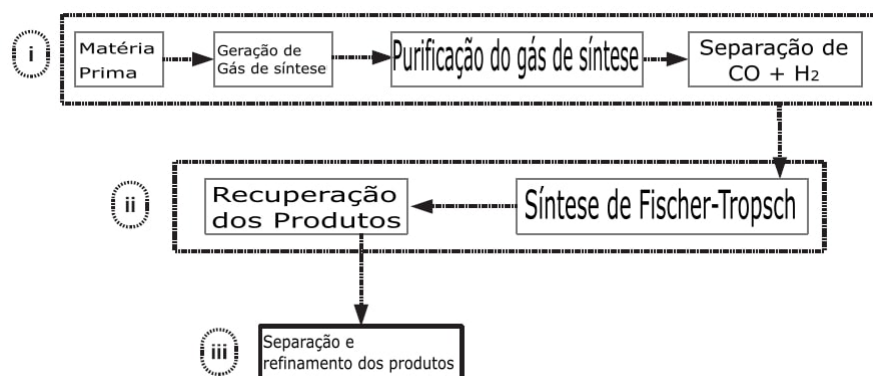 i
Matéria
Prima
Geração de
Gás de síntese
Purificação do gás de síntese
Separação de
CO + H₂
ii
Recuperação
dos Produtos
Síntese de Fischer-Tropsch
iii
Separação e
refinamento dos produtos